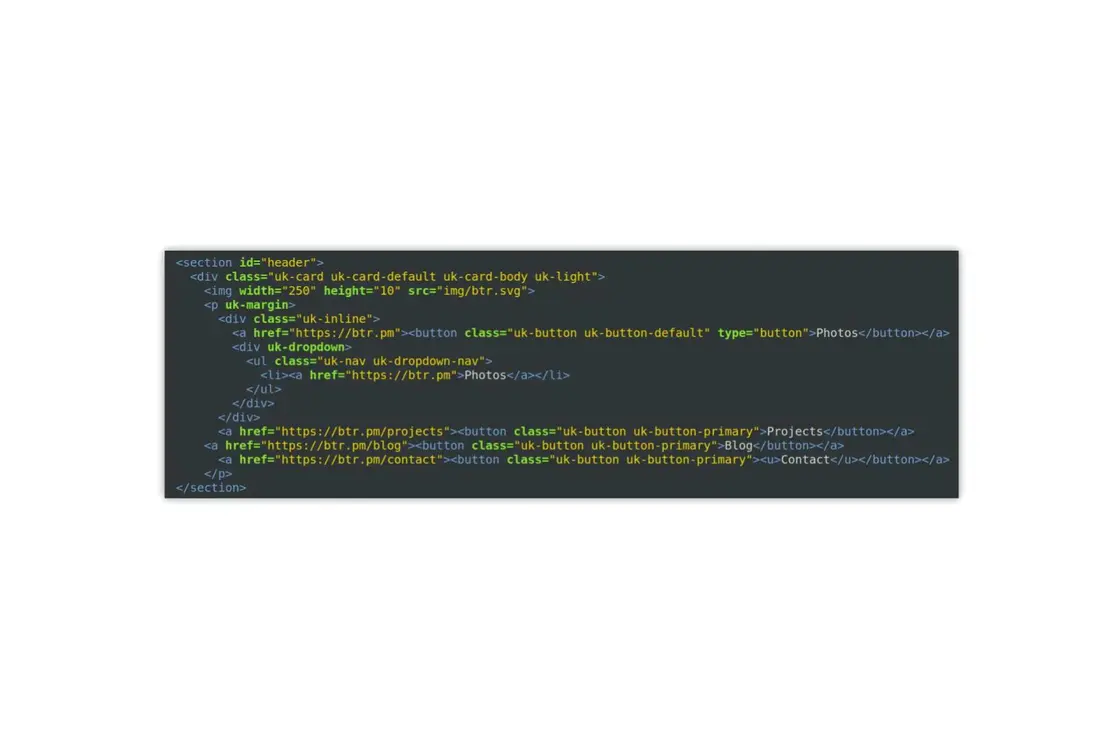 <section id="header">
  <div class="uk-card uk-card-default uk-card-body uk-light">
    <img width="250" height="10" src="img/btr.svg">
    <p uk-margin>
      <div class="uk-inline">
        <a href="https://btr.pm"><button class="uk-button uk-button-default" type="button">Photos</button></a>
        <div uk-dropdown>
          <ul class="uk-nav uk-dropdown-nav">
            <li><a href="https://btr.pm">Photos</a></li>
          </ul>
        </div>
      </div>
      <a href="https://btr.pm/projects"><button class="uk-button uk-button-primary">Projects</button></a>
    <a href="https://btr.pm/blog"><button class="uk-button uk-button-primary">Blog</button></a>
      <a href="https://btr.pm/contact"><button class="uk-button uk-button-primary"><u>Contact</u></button></a>
    </p>
</section>